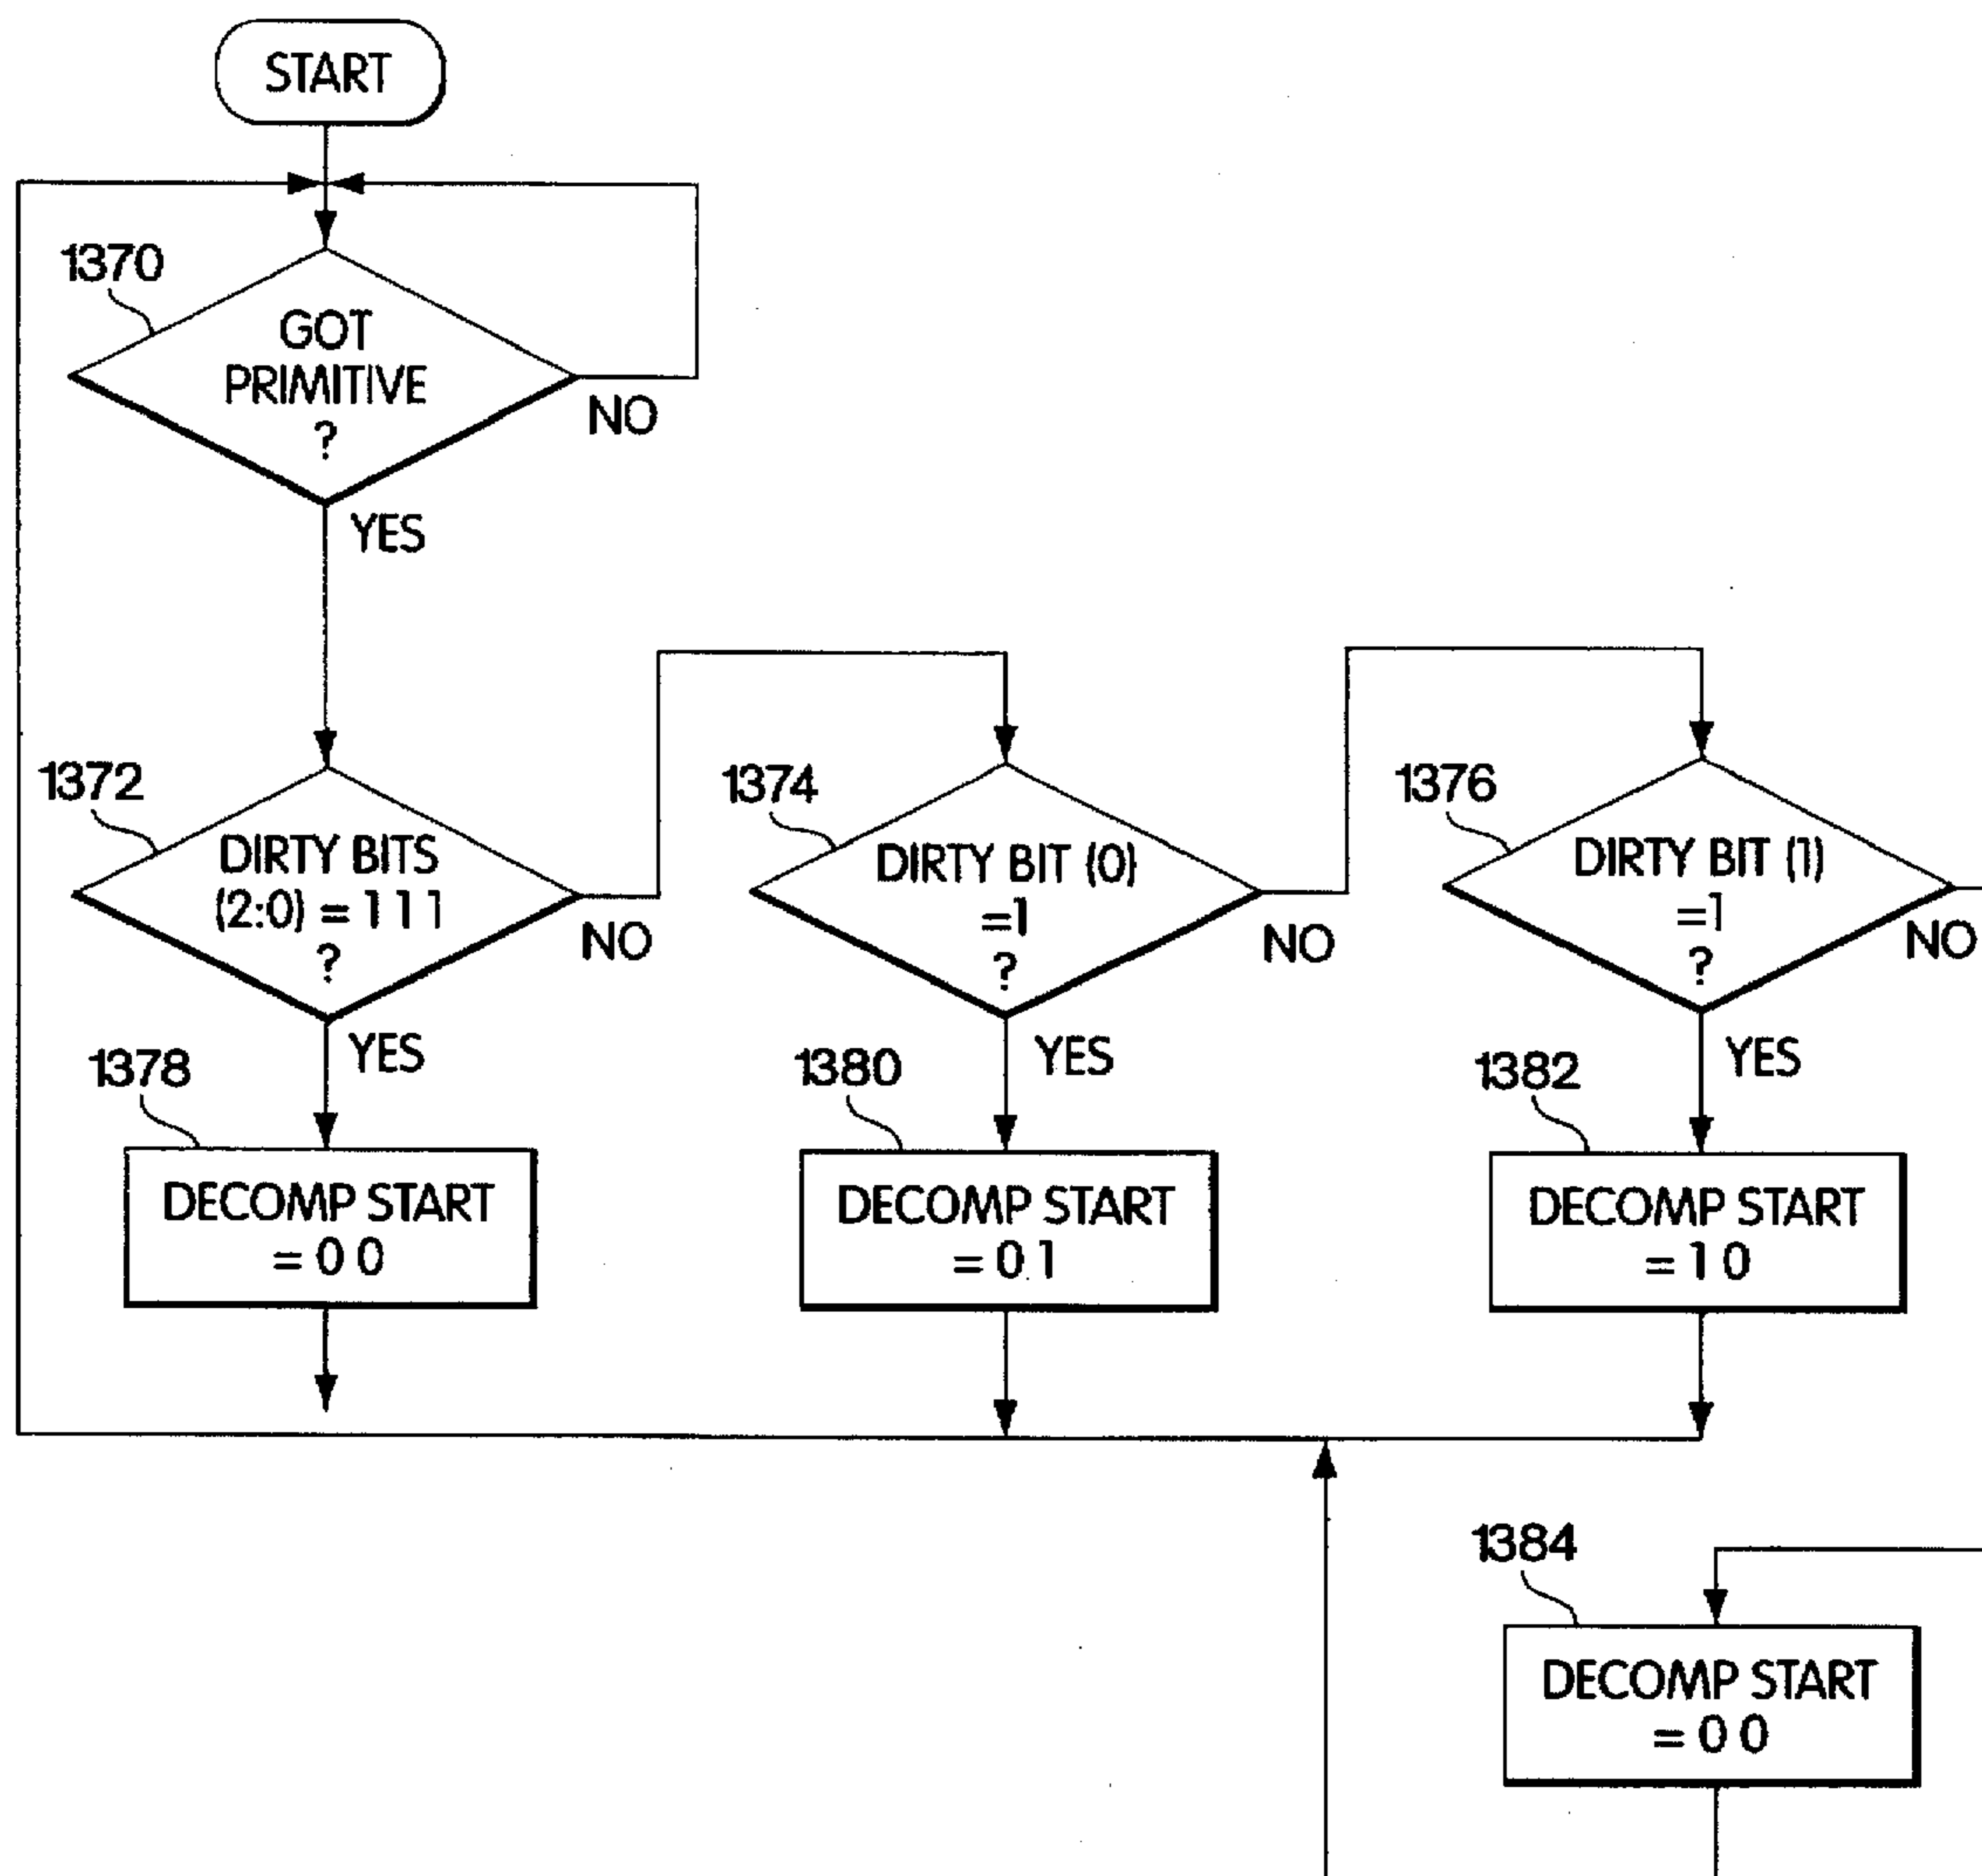 START
1370
GOT
PRIMITIVE
?
NO
YES
1372
DIRTY BITS
(2:0) = 1 1 1
?
NO
YES
1374
DIRTY BIT (0)
=1
?
NO
YES
1376
DIRTY BIT (1)
=1
?
NO
YES
1378
DECOMP START
= 0 0
1380
DECOMP START
= 0 1
1382
DECOMP START
= 1 0
1384
DECOMP START
= 0 0